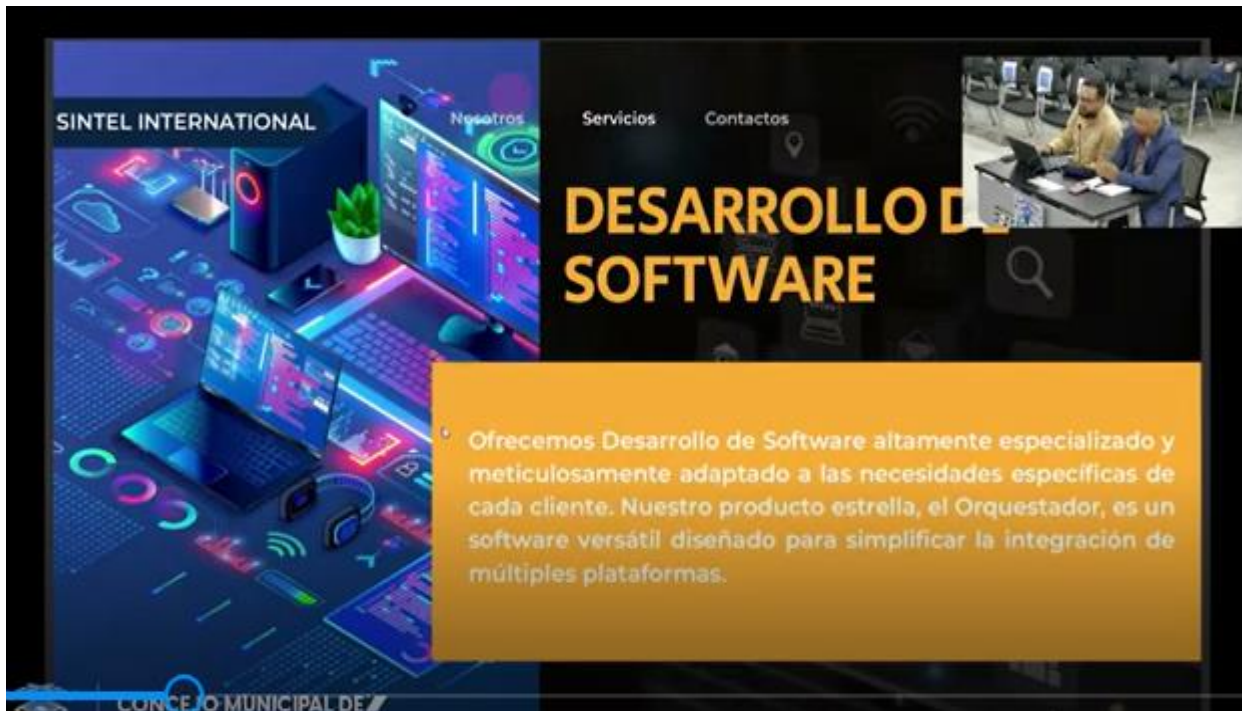 SINTEL INTERNATIONAL
Nosotros
Servicios
Contactos
DESARROLLO DE
SOFTWARE
Ofrecemos Desarrollo de Software altamente especializado y
meticulosamente adaptado a las necesidades específicas de
cada cliente. Nuestro producto estrella, el Orquestador, es un
software versátil diseñado para simplificar la integración de
múltiples plataformas.
CONCEJO MUNICIPAL DE